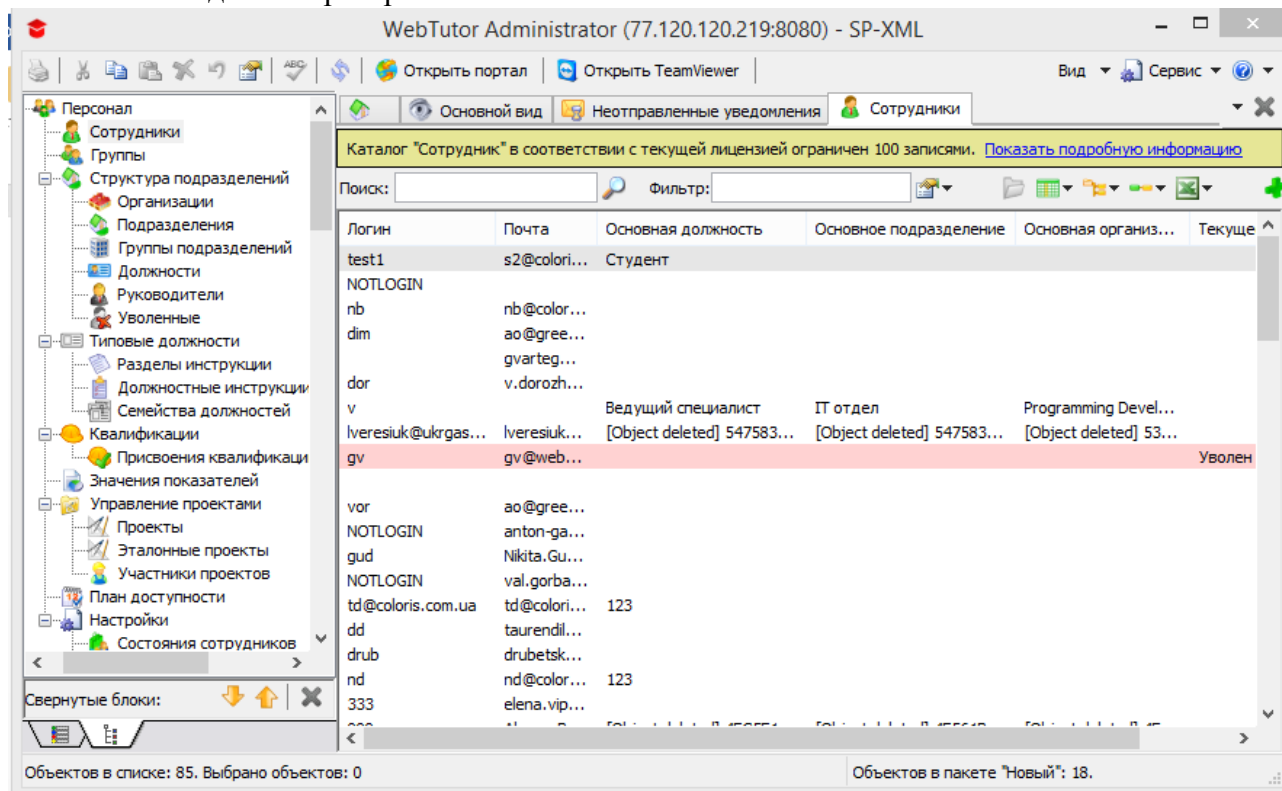 WebTutor Administrator (77.120.120.219:8080) - SP-XML
Открыть портал Открыть TeamViewer Вид Сервис
Персонал
Сотрудники
Группы
Структура подразделений
Организации
Подразделения
Группы подразделений
Должности
Руководители
Уволенные
Типовые должности
Разделы инструкции
Должностные инструкции
Семейства должностей
Квалификации
Присвоения квалификаци
Значения показателей
Управление проектами
Проекты
Эталонные проекты
Участники проектов
План доступности
Настройки
Состояния сотрудников
Свернутые блоки:
Основной вид Неотправленные уведомления Сотрудники
Каталог "Сотрудник" в соответствии с текущей лицензией ограничен 100 записями. Показать подробную информацию
Поиск: Фильтр:
Логин Почта Основная должность Основное подразделение Основная организ... Текуще
test1 s2@colori... Студент
NOTLOGIN
nb nb@color...
dim ao@gree...
gvarteg...
dor v.dorozh...
v Ведущий специалист IT отдел Programming Devel...
lveresiuk@ukrgas... lveresiuk... [Object deleted] 547583... [Object deleted] 547583... [Object deleted] 53...
gv gv@web... Уволен
vor ao@gree...
NOTLOGIN anton-ga...
gud Nikita.Gu...
NOTLOGIN val.gorba...
td@coloris.com.ua td@colori... 123
dd taurendil...
drub drubetsk...
nd nd@color... 123
333 elena.vip...
Объектов в списке: 85. Выбрано объектов: 0 Объектов в пакете "Новый": 18.